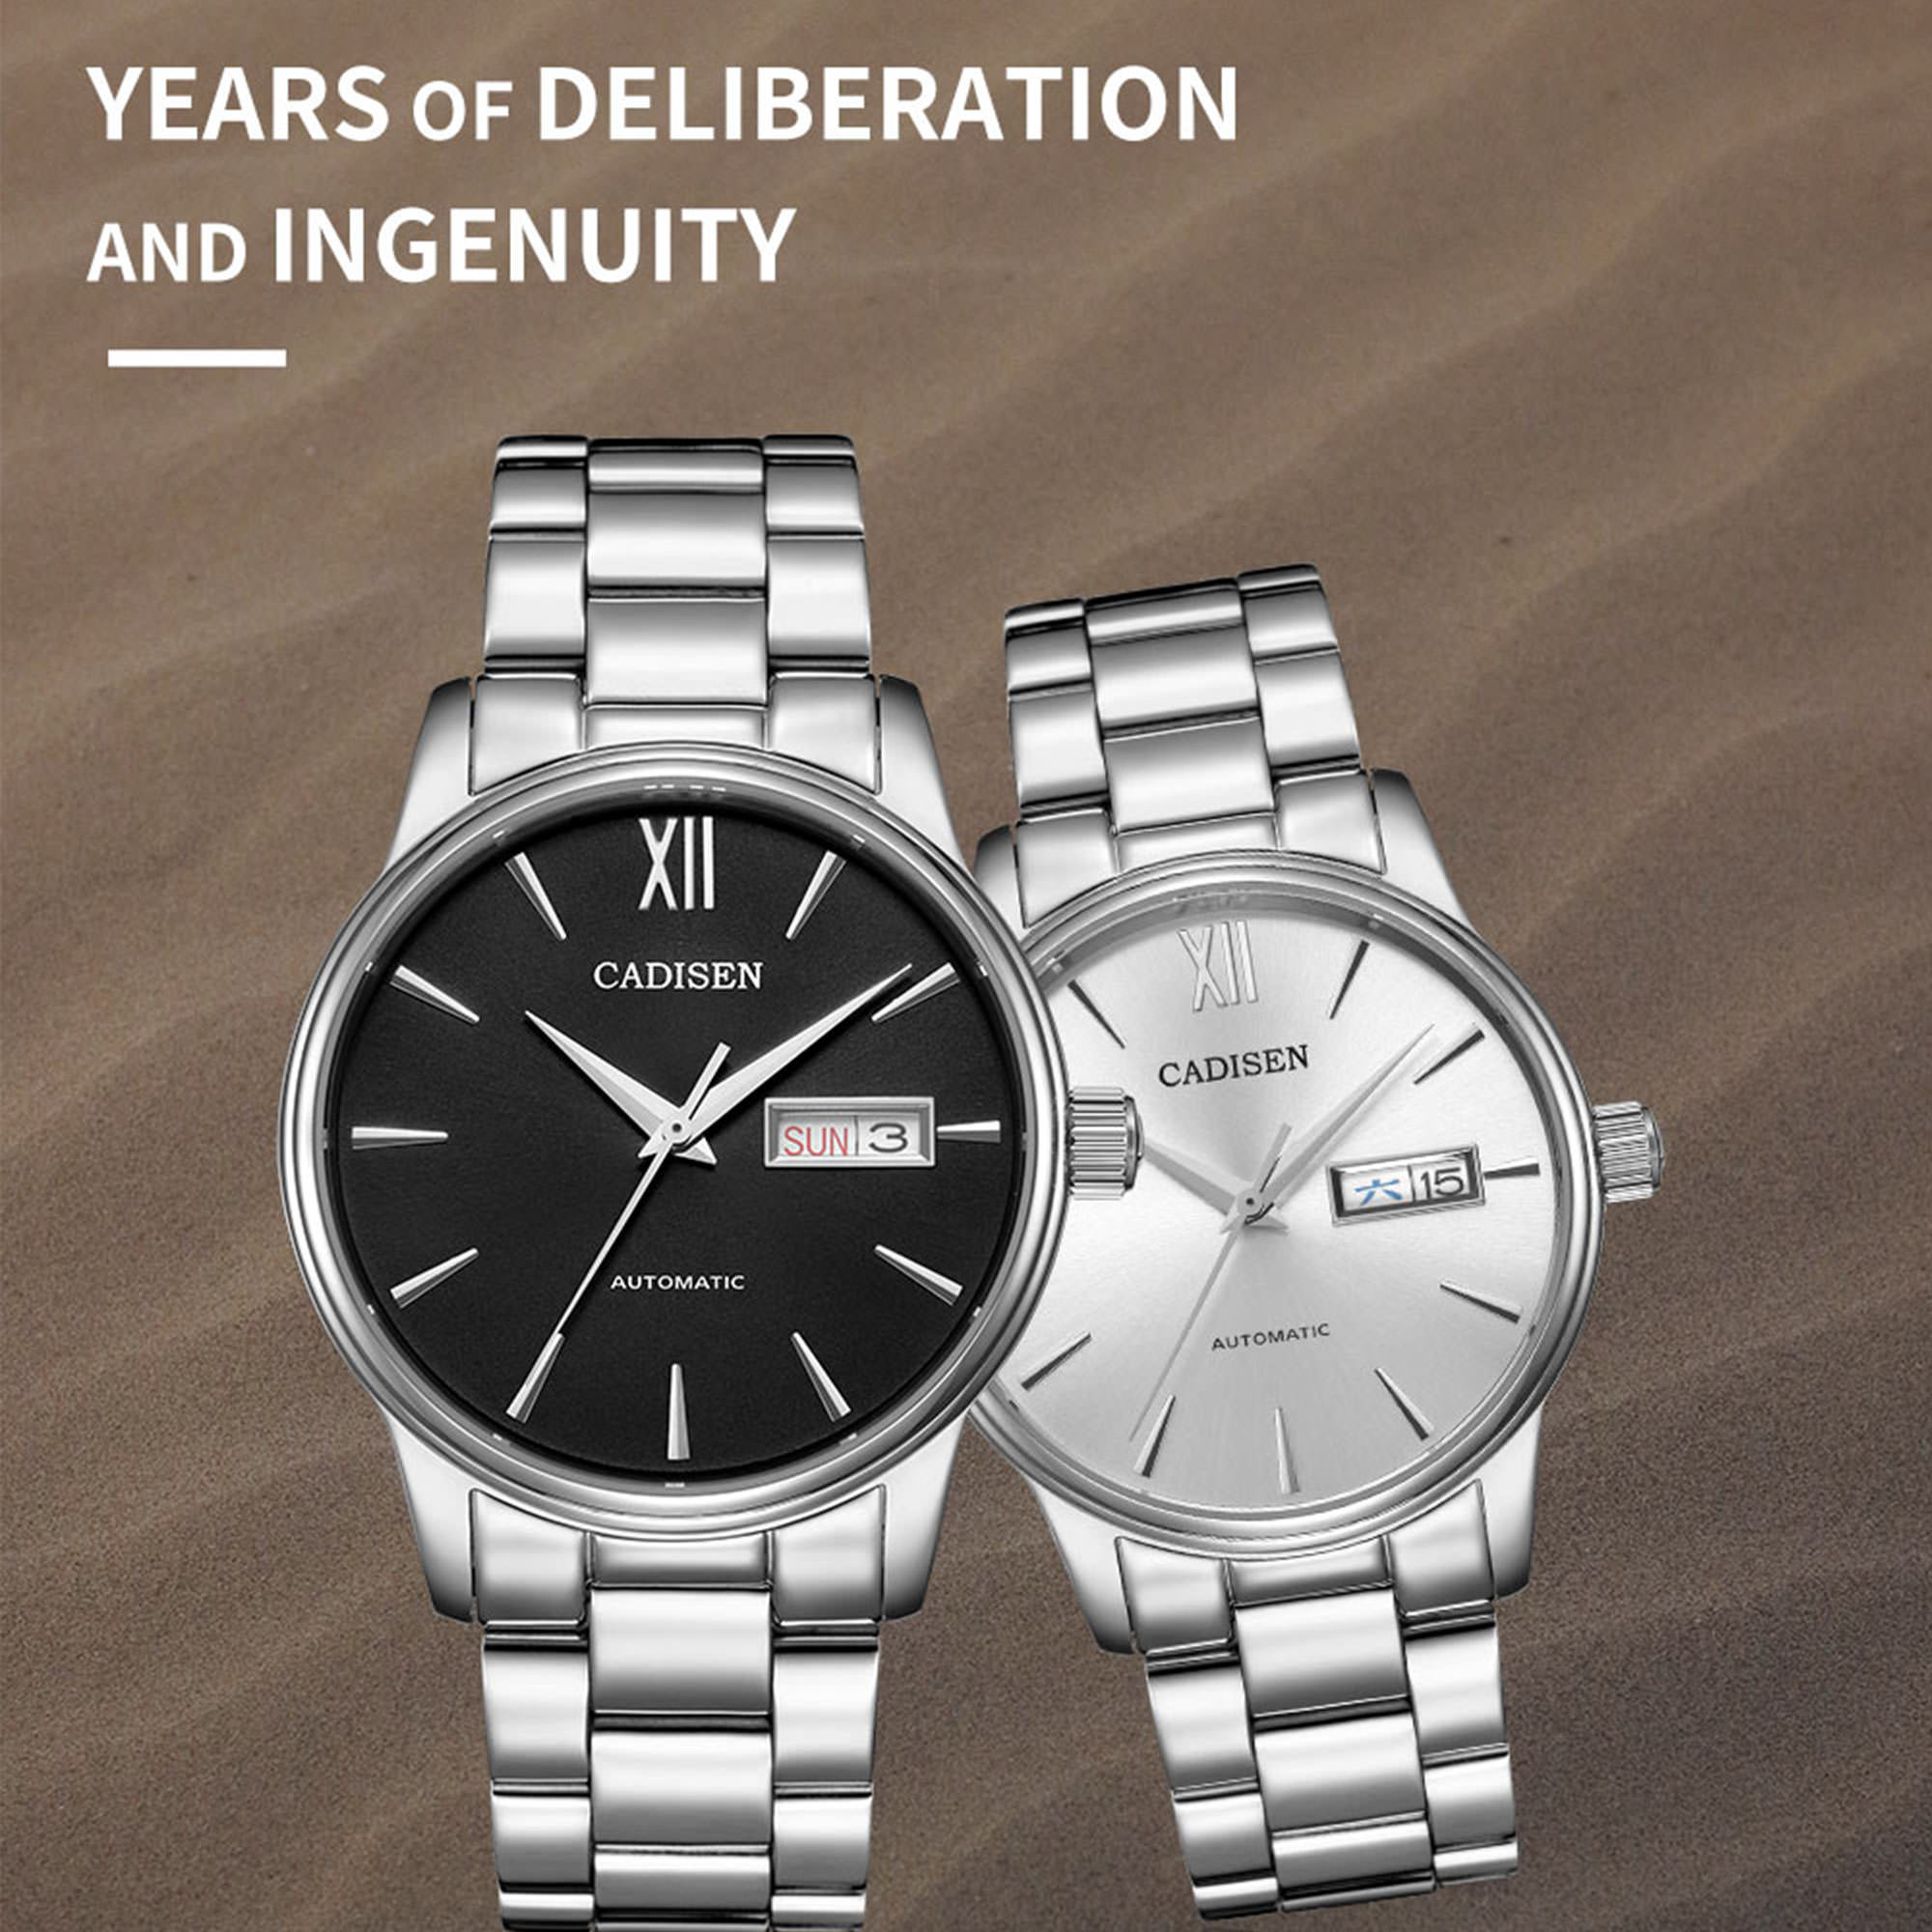 YEARS OF DELIBERATION
AND INGENUITY
XII
CADISEN
SUN 3
AUTOMATIC
XII
CADISEN
六 15
AUTOMATIC